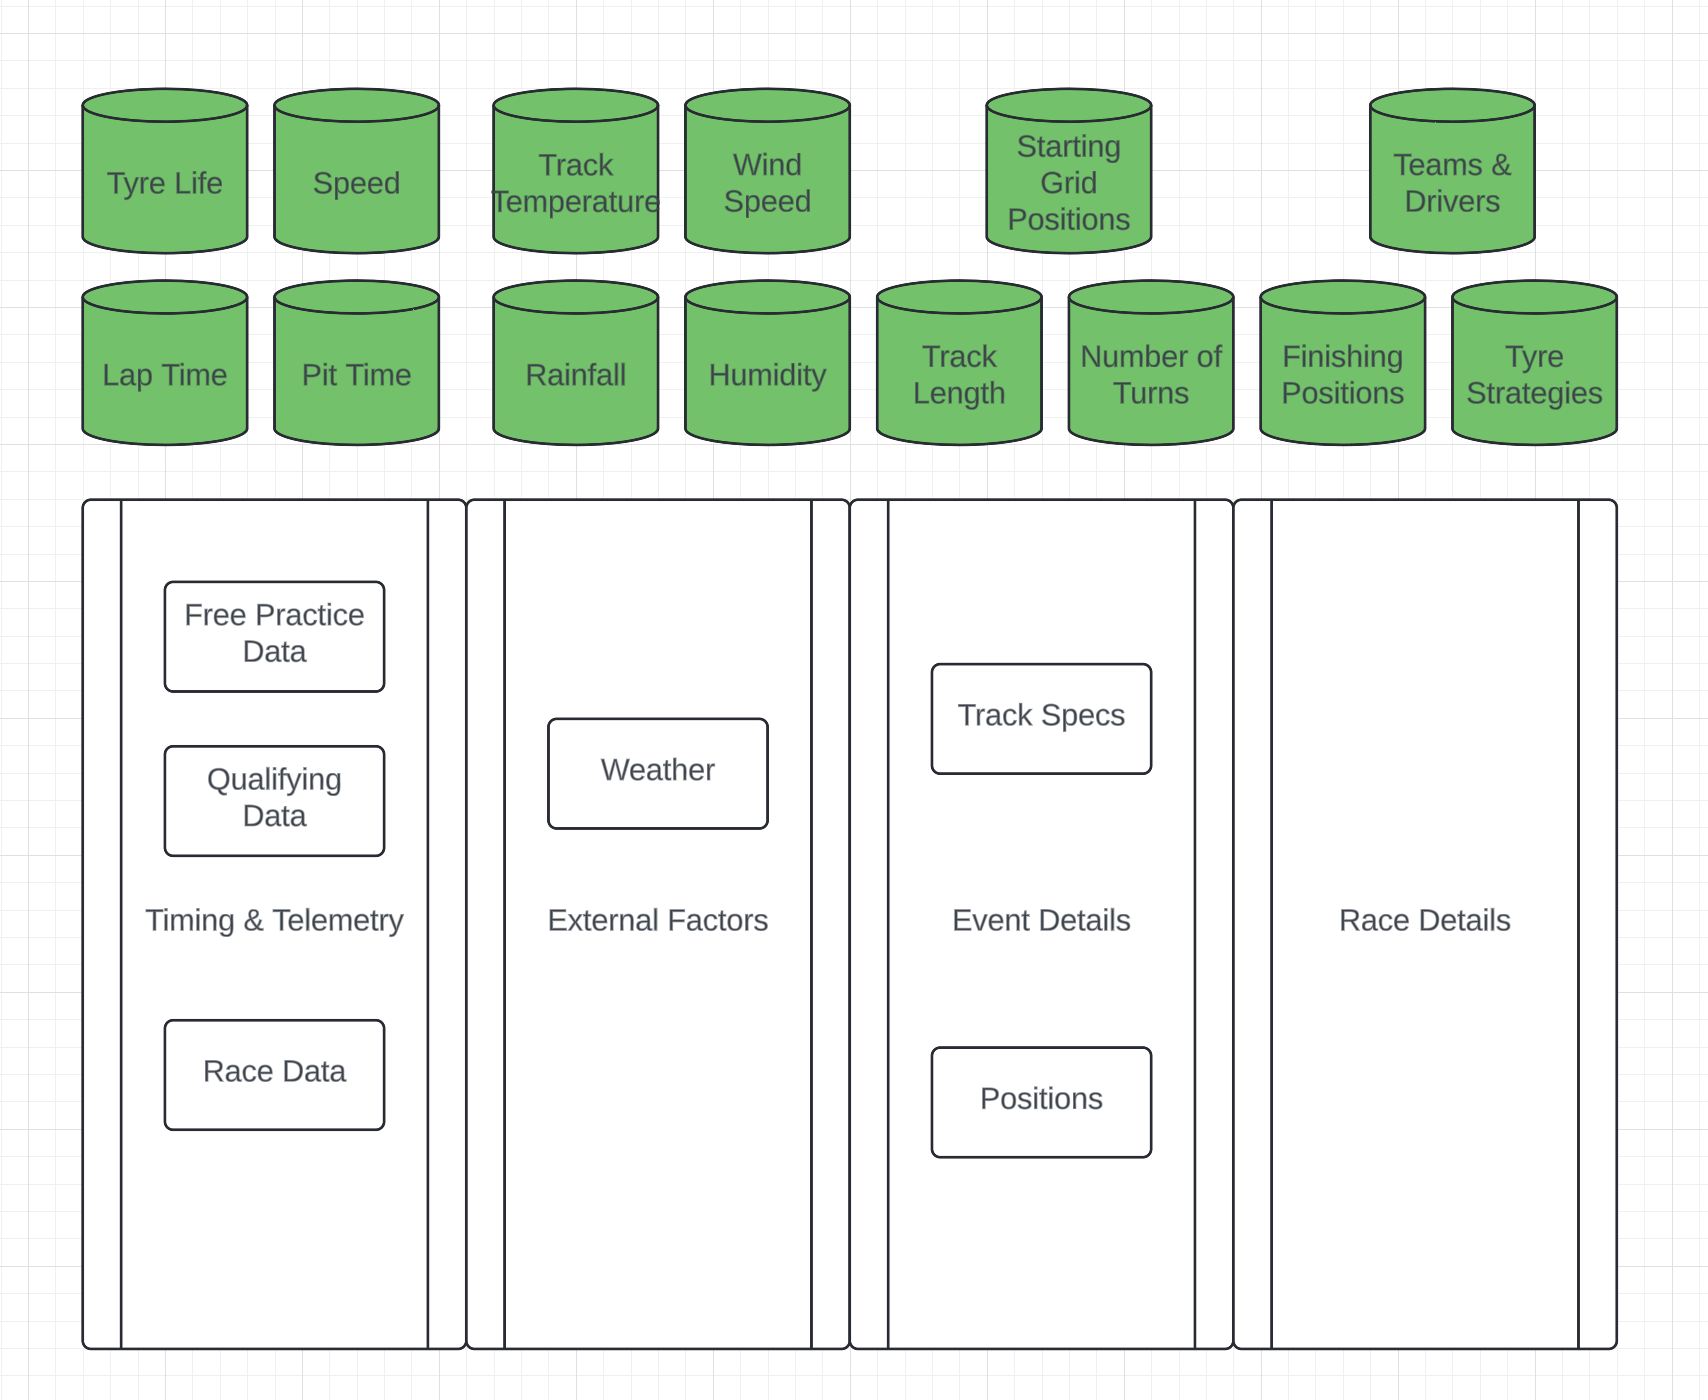 Tyre Life
Speed
Track
Temperature
Wind
Speed
Starting
Grid
Positions
Teams &
Drivers
Lap Time
Pit Time
Rainfall
Humidity
Track
Length
Number of
Turns
Finishing
Positions
Tyre
Strategies
Free Practice
Data
Qualifying
Data
Timing & Telemetry
Race Data
Weather
External Factors
Track Specs
Event Details
Positions
Race Details